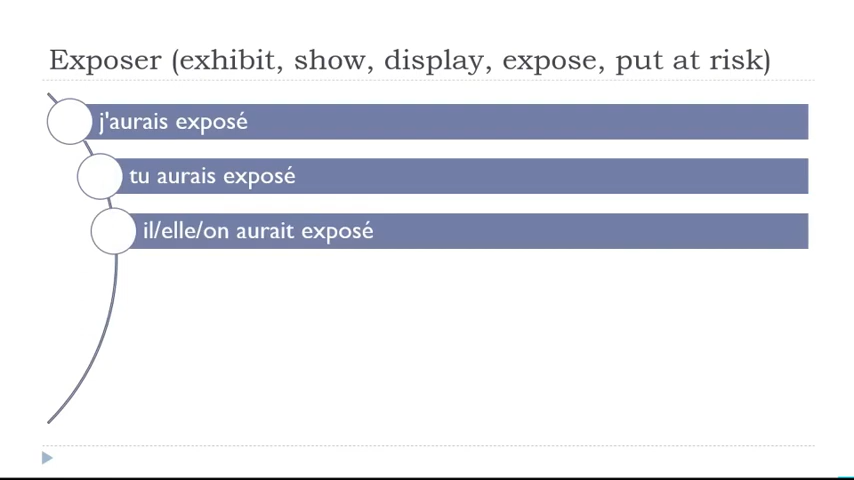 Exposer (exhibit, show, display, expose, put at risk)
j'aurais exposé
tu aurais exposé
il/elle/on aurait exposé